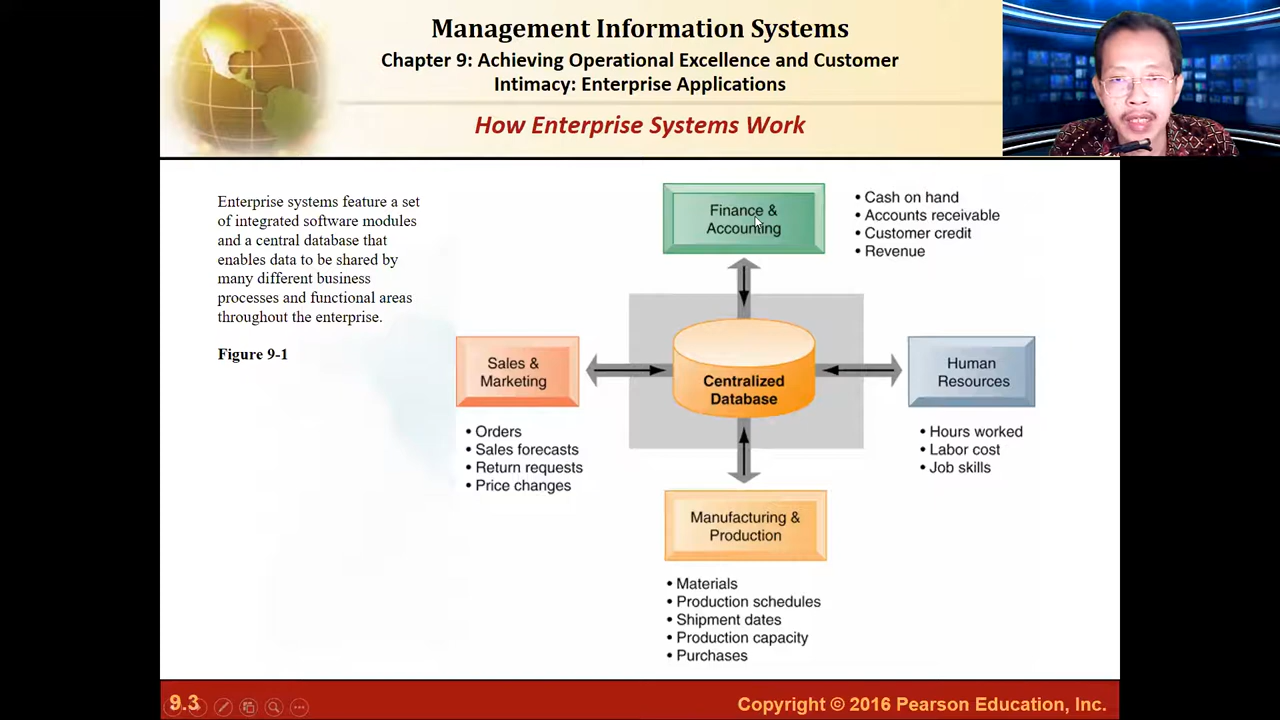 Management Information Systems
Chapter 9: Achieving Operational Excellence and Customer
Intimacy: Enterprise Applications
How Enterprise Systems Work
Enterprise systems feature a set
of integrated software modules
and a central database that
enables data to be shared by
many different business
processes and functional areas
throughout the enterprise.
Figure 9-1
Finance &
Accounting
• Cash on hand
• Accounts receivable
• Customer credit
• Revenue
Sales &
Marketing
• Orders
• Sales forecasts
• Return requests
• Price changes
Centralized
Database
Human
Resources
• Hours worked
• Labor cost
• Job skills
Manufacturing &
Production
• Materials
• Production schedules
• Shipment dates
• Production capacity
• Purchases
9.3
Copyright © 2016 Pearson Education, Inc.